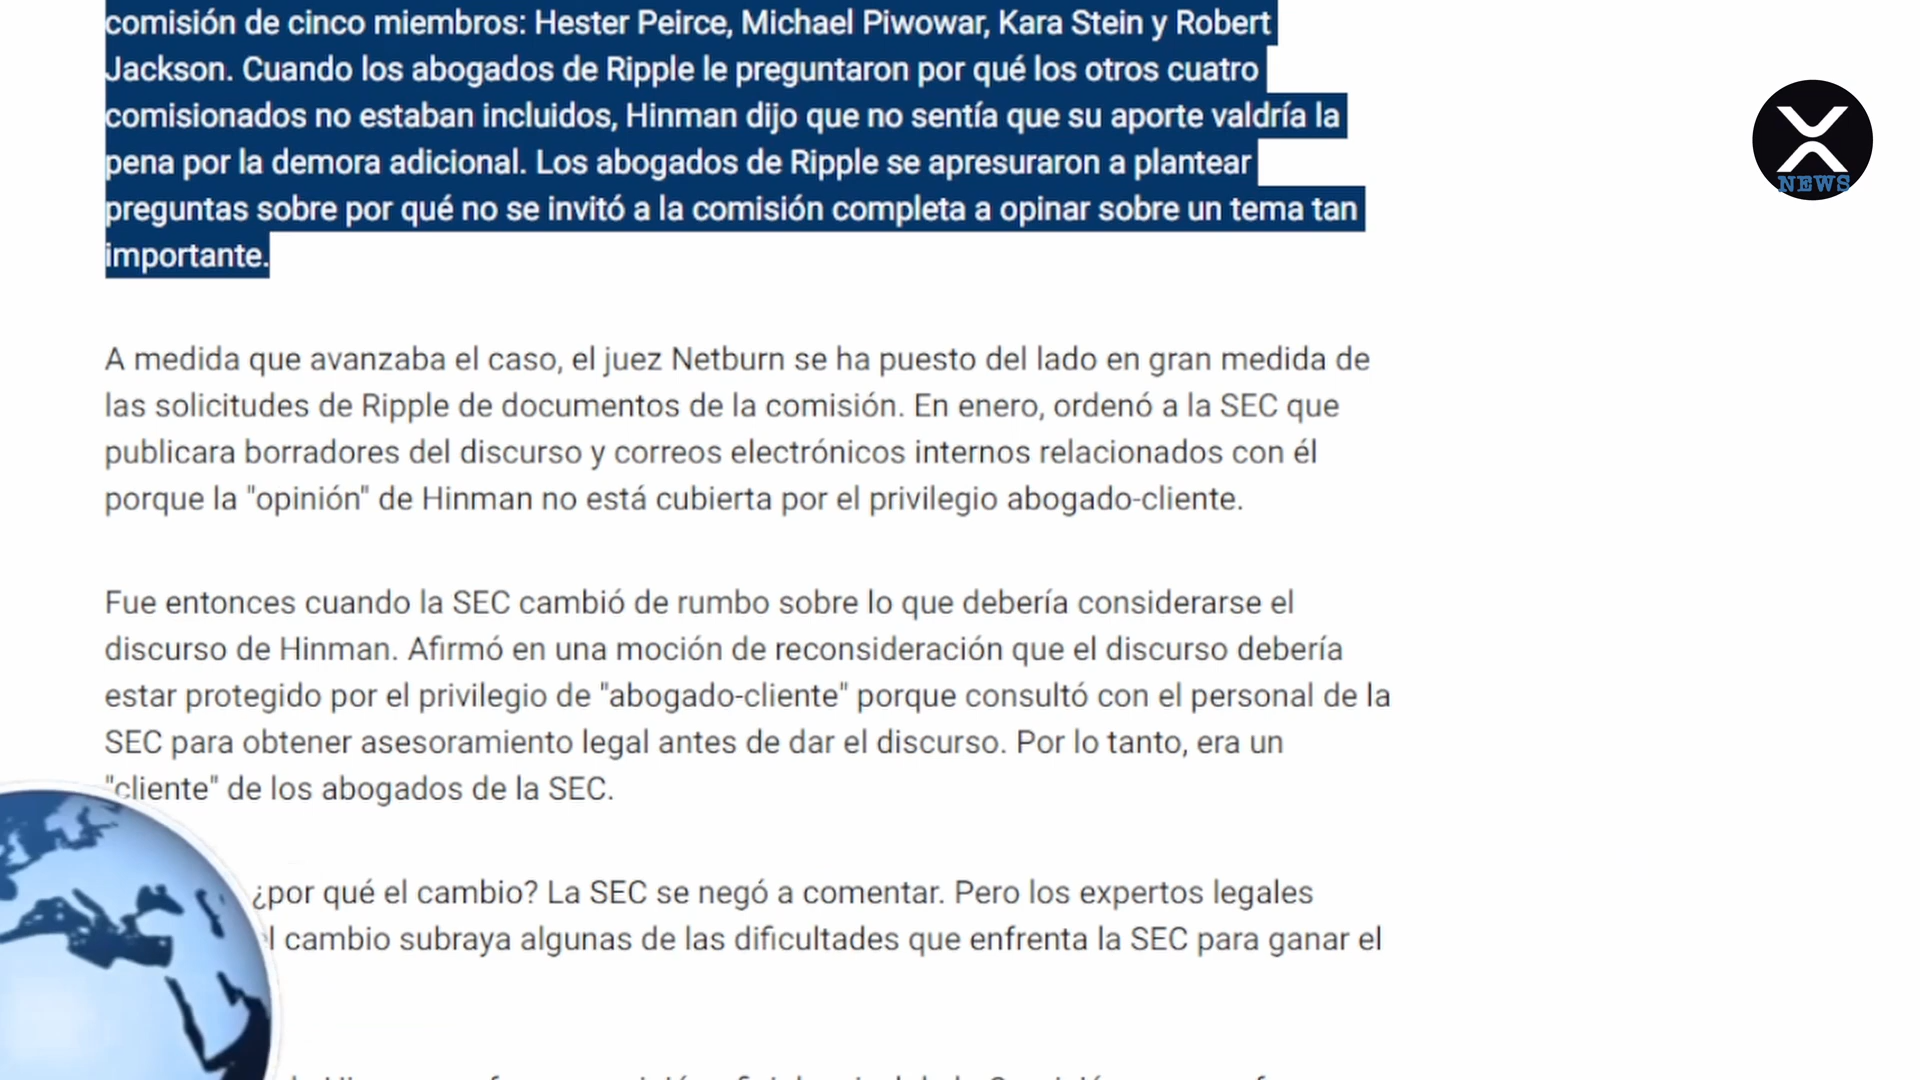 comisión de cinco miembros: Hester Peirce, Michael Piwowar, Kara Stein y Robert
Jackson. Cuando los abogados de Ripple le preguntaron por qué los otros cuatro
comisionados no estaban incluidos, Hinman dijo que no sentía que su aporte valdría la
pena por la demora adicional. Los abogados de Ripple se apresuraron a plantear
preguntas sobre por qué no se invitó a la comisión completa a opinar sobre un tema tan
importante.
NEWS
A medida que avanzaba el caso, el juez Netburn se ha puesto del lado en gran medida de
las solicitudes de Ripple de documentos de la comisión. En enero, ordenó a la SEC que
publicara borradores del discurso y correos electrónicos internos relacionados con él
porque la "opinión" de Hinman no está cubierta por el privilegio abogado-cliente.
Fue entonces cuando la SEC cambió de rumbo sobre lo que debería considerarse el
discurso de Hinman. Afirmó en una moción de reconsideración que el discurso debería
estar protegido por el privilegio de "abogado-cliente" porque consultó con el personal de la
SEC para obtener asesoramiento legal antes de dar el discurso. Por lo tanto, era un
"cliente" de los abogados de la SEC.
¿por qué el cambio? La SEC se negó a comentar. Pero los expertos legales
cambio subraya algunas de las dificultades que enfrenta la SEC para ganar el